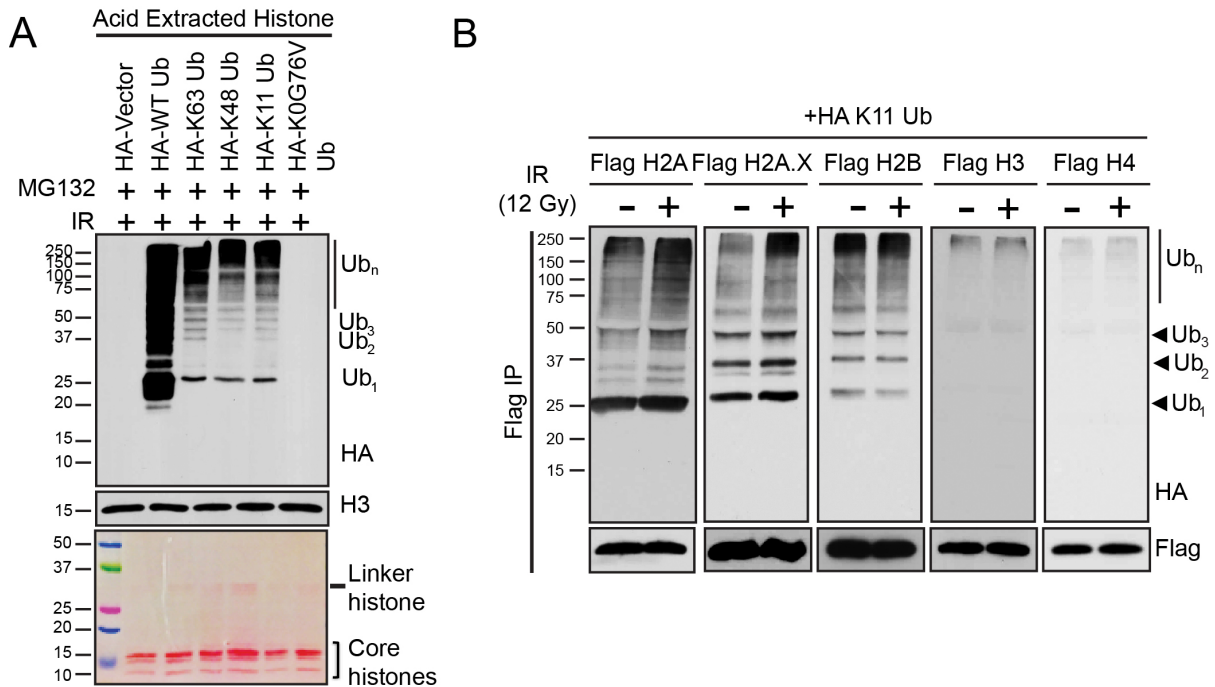 A
Acid Extracted Histone
HA-Vector
HA-WT Ub
HA-K63 Ub
HA-K48 Ub
HA-K11 Ub
HA-K0G76V
Ub
MG132 + + + + + +
IR + + + + + +
250
150
100
75
50
37
25
20
15
10
Ubn
Ub3
Ub2
Ub1
HA
15
H3
50
37
25
20
15
10
Linker
histone
Core
histones
B
+HA K11 Ub
Flag H2A Flag H2A.X Flag H2B Flag H3 Flag H4
IR
(12 Gy) - + - + - + - + - +
Flag IP
250
150
100
75
50
37
25
20
15
Ubn
Ub3
Ub2
Ub1
HA
Flag